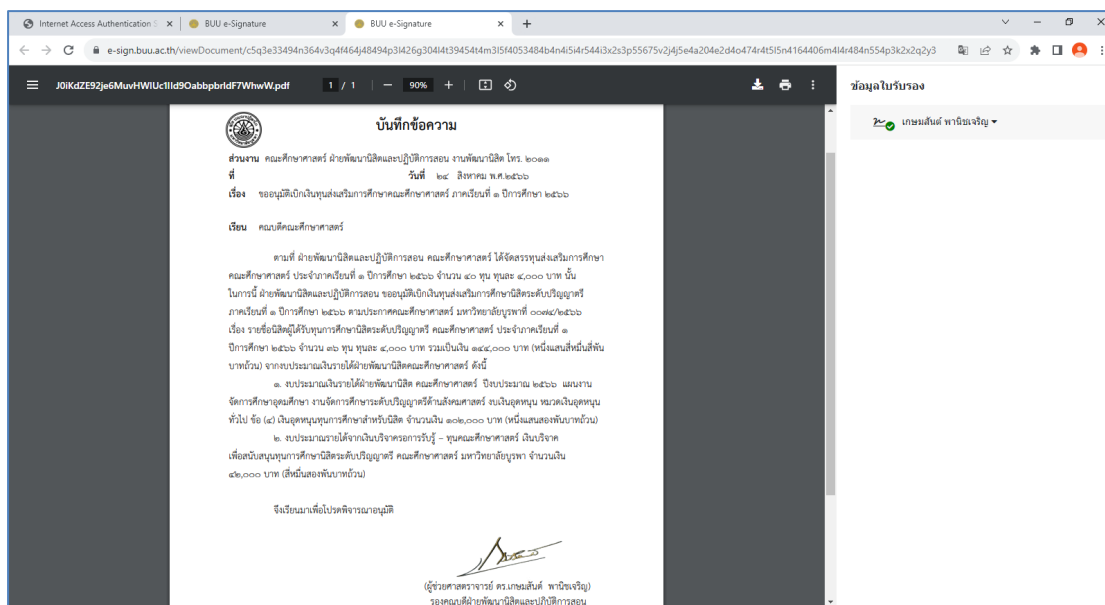 Internet Access Authentication S
BUU e-Signature
BUU e-Signature
e-sign.buu.ac.th/viewDocument/c5q3e33494n364v3q4f464j48494p3l426g304l4t39454t4m3l5f4053484b4n4i5i4r544i3x2s3p55675v2j4j5e4a204e2d4o474r4t5l5n4164406m4l4r484n554p3k2x2q2y3
J0iKdZE92je6MuvHWIUc1lld9OabbpbrldF7WhwW.pdf
1 / 1
90%
ข้อมูลใบรับรอง
เกษมสันต์ พานิชเจริญ
บันทึกข้อความ
ส่วนงาน คณะศึกษาศาสตร์ ฝ่ายพัฒนานิสิตและปฏิบัติการสอน งานพัฒนานิสิต โทร. ๒๐๑๑
ที่ วันที่ ๒๔ สิงหาคม พ.ศ.๒๕๖๖
เรื่อง ขออนุมัติเบิกเงินทุนส่งเสริมการศึกษาคณะศึกษาศาสตร์ ภาคเรียนที่ ๑ ปีการศึกษา ๒๕๖๖
เรียน คณบดีคณะศึกษาศาสตร์
ตามที่ ฝ่ายพัฒนานิสิตและปฏิบัติการสอน คณะศึกษาศาสตร์ ได้จัดสรรทุนส่งเสริมการศึกษา
คณะศึกษาศาสตร์ ประจำภาคเรียนที่ ๑ ปีการศึกษา ๒๕๖๖ จำนวน ๔๐ ทุน ทุนละ ๔,๐๐๐ บาท นั้น
ในการนี้ ฝ่ายพัฒนานิสิตและปฏิบัติการสอน ขออนุมัติเบิกเงินทุนส่งเสริมการศึกษานิสิตระดับปริญญาตรี
ภาคเรียนที่ ๑ ปีการศึกษา ๒๕๖๖ ตามประกาศคณะศึกษาศาสตร์ มหาวิทยาลัยบูรพาที่ ๐๐๗๔/๒๕๖๖
เรื่อง รายชื่อนิสิตผู้ได้รับทุนการศึกษานิสิตระดับปริญญาตรี คณะศึกษาศาสตร์ ประจำภาคเรียนที่ ๑
ปีการศึกษา ๒๕๖๖ จำนวน ๓๖ ทุน ทุนละ ๔,๐๐๐ บาท รวมเป็นเงิน ๑๔๔,๐๐๐ บาท (หนึ่งแสนสี่หมื่นสี่พัน
บาทถ้วน) จากงบประมาณเงินรายได้ฝ่ายพัฒนานิสิตคณะศึกษาศาสตร์ ดังนี้
๑. งบประมาณเงินรายได้ฝ่ายพัฒนานิสิต คณะศึกษาศาสตร์ ปีงบประมาณ ๒๕๖๖ แผนงาน
จัดการศึกษาอุดมศึกษา งานจัดการศึกษาระดับปริญญาตรีด้านสังคมศาสตร์ งบเงินอุดหนุน หมวดเงินอุดหนุน
ทั่วไป ข้อ (๔) เงินอุดหนุนทุนการศึกษาสำหรับนิสิต จำนวนเงิน ๑๐๒,๐๐๐ บาท (หนึ่งแสนสองพันบาทถ้วน)
๒. งบประมาณรายได้จากเงินบริจาครอการรับรู้ – ทุนคณะศึกษาศาสตร์ เงินบริจาค
เพื่อสนับสนุนทุนการศึกษานิสิตระดับปริญญาตรี คณะศึกษาศาสตร์ มหาวิทยาลัยบูรพา จำนวนเงิน
๔๒,๐๐๐ บาท (สี่หมื่นสองพันบาทถ้วน)
จึงเรียนมาเพื่อโปรดพิจารณาอนุมัติ
(ผู้ช่วยศาสตราจารย์ ดร.เกษมสันต์ พานิชเจริญ)
รองคณบดีฝ่ายพัฒนานิสิตและปฏิบัติการสอน